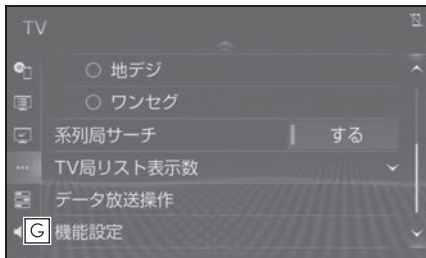 TV
○ 地デジ
○ ワンセグ
系列局サーチ する
TV局リスト表示数
データ放送操作
G 機能設定